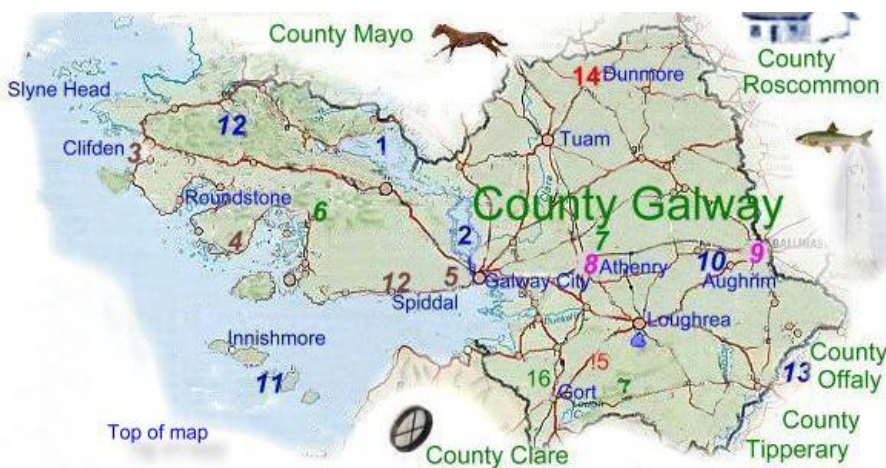 County Mayo
County
Roscommon
Slyne Head
14 Dunmore
12
Tuam
1
Clifden
3
Roundstone
6
County Galway
4
2
7
8 Athenry
10
9
12
5
Galway City
Aughrim
Spiddal
Loughrea
Innishmore
11
16
15
Gort
7
13
County
Offaly
Top of map
County Clare
County
Tipperary